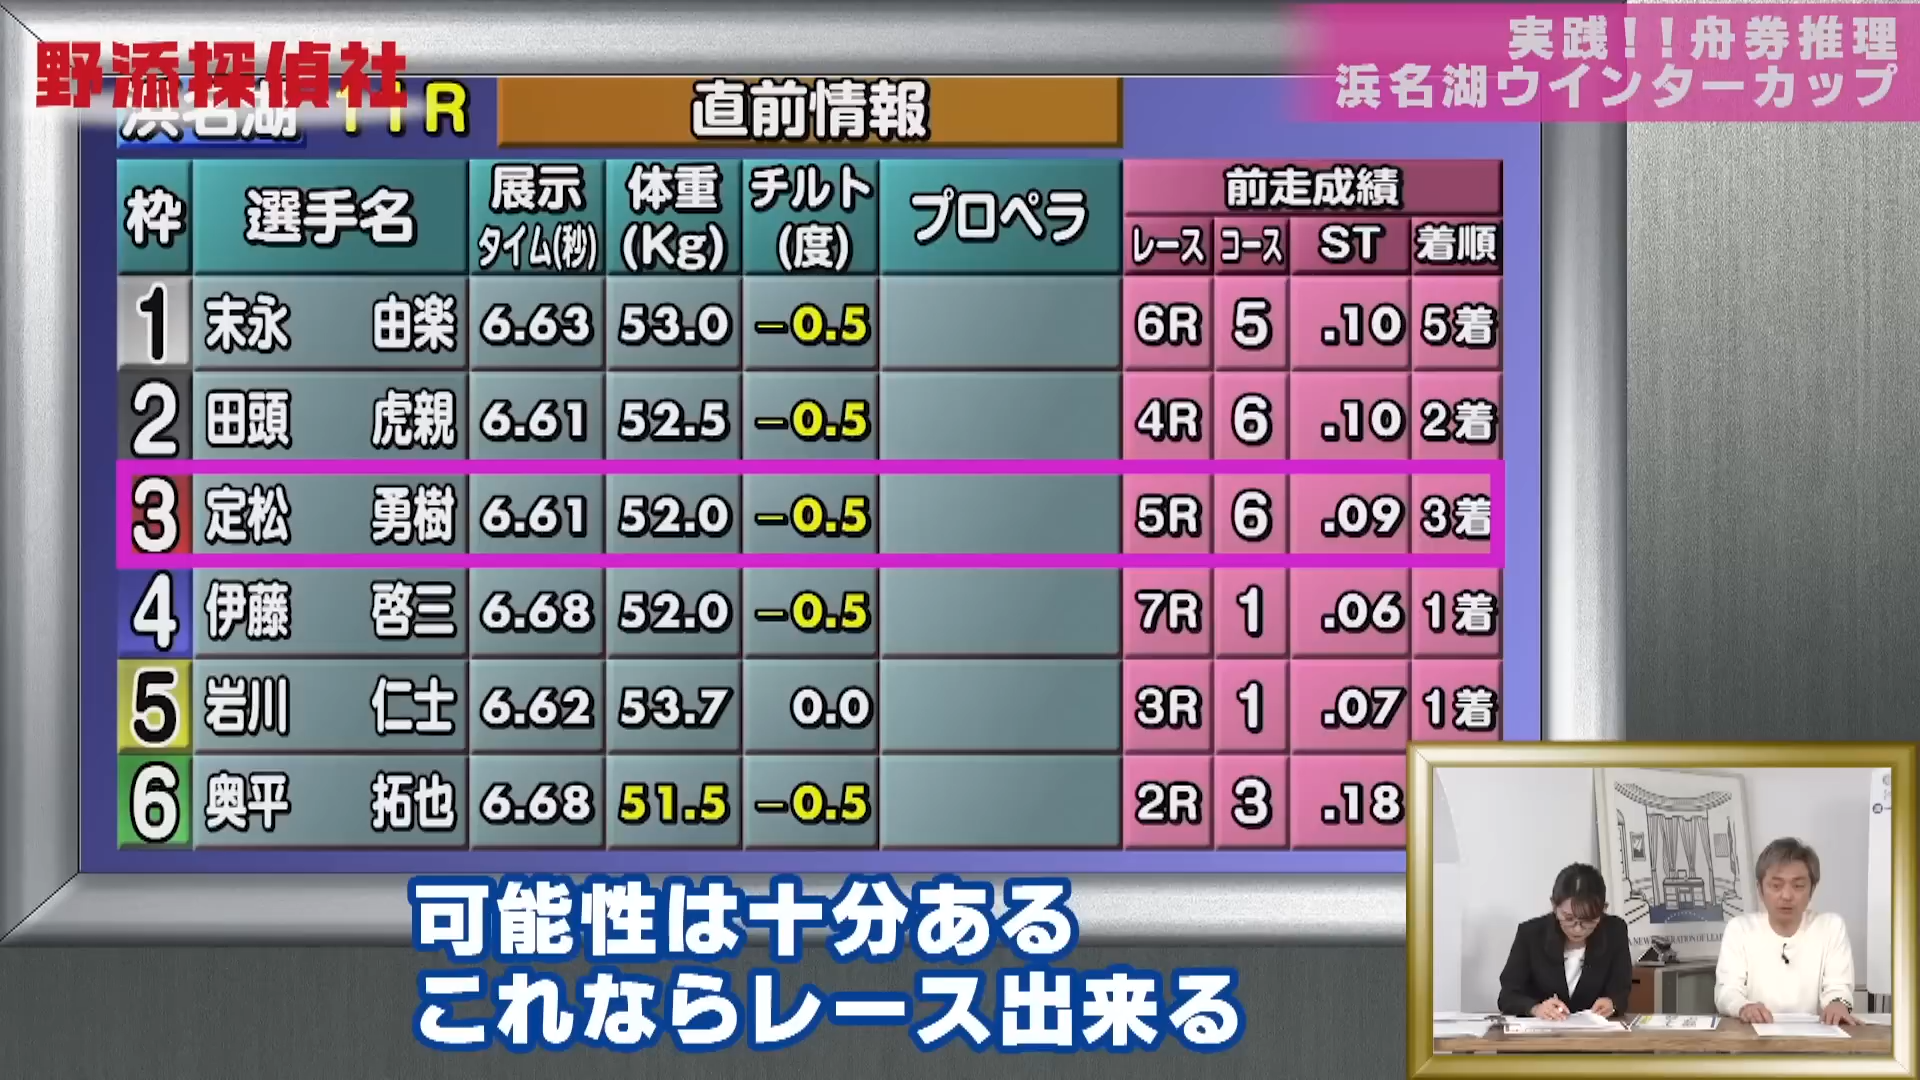 野添探偵社
実践!!舟券推理
浜名湖ウインターカップ
浜名湖 11R 直前情報
枠 選手名 展示タイム(秒) 体重(Kg) チルト(度) プロペラ 前走成績
レース コース ST 着順
1 末永 由楽 6.63 53.0 -0.5 6R 5 .10 5着
2 田頭 虎親 6.61 52.5 -0.5 4R 6 .10 2着
3 定松 勇樹 6.61 52.0 -0.5 5R 6 .09 3着
4 伊藤 啓三 6.68 52.0 -0.5 7R 1 .06 1着
5 岩川 仁士 6.62 53.7 0.0 3R 1 .07 1着
6 奥平 拓也 6.68 51.5 -0.5 2R 3 .18
可能性は十分ある
これならレース出来る